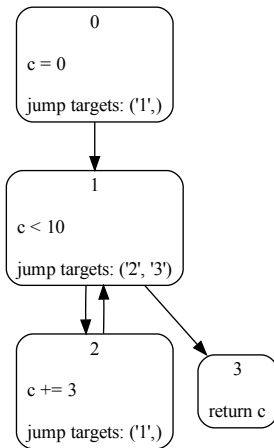 0
c = 0
jump targets: ('1',)
1
c < 10
jump targets: ('2', '3')
2
c += 3
jump targets: ('1',)
3
return c